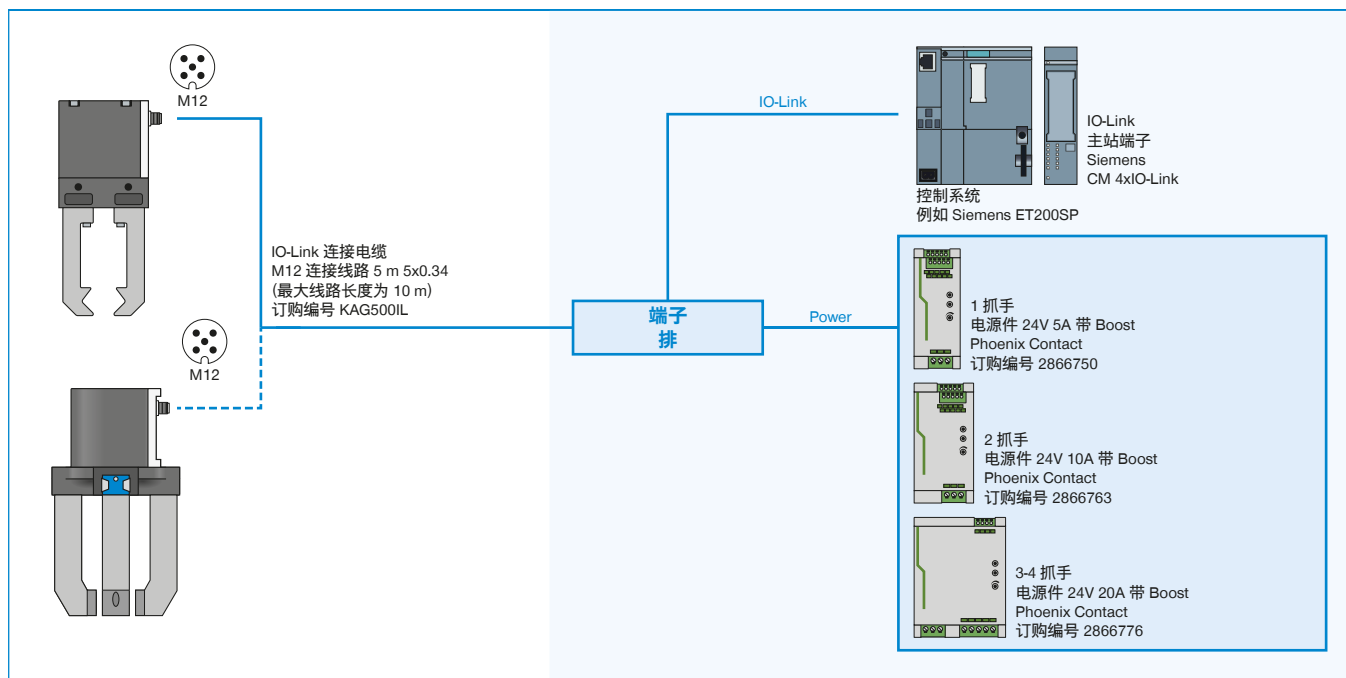 M12
IO-Link 连接电缆
M12 连接线路 5 m 5x0.34
(最大线路长度为 10 m)
订购编号 KAG500IL
M12
端子
排
IO-Link
Power
控制系统
例如 Siemens ET200SP
IO-Link
主站端子
Siemens
CM 4xIO-Link
1 抓手
电源件 24V 5A 带 Boost
Phoenix Contact
订购编号 2866750
2 抓手
电源件 24V 10A 带 Boost
Phoenix Contact
订购编号 2866763
3-4 抓手
电源件 24V 20A 带 Boost
Phoenix Contact
订购编号 2866776